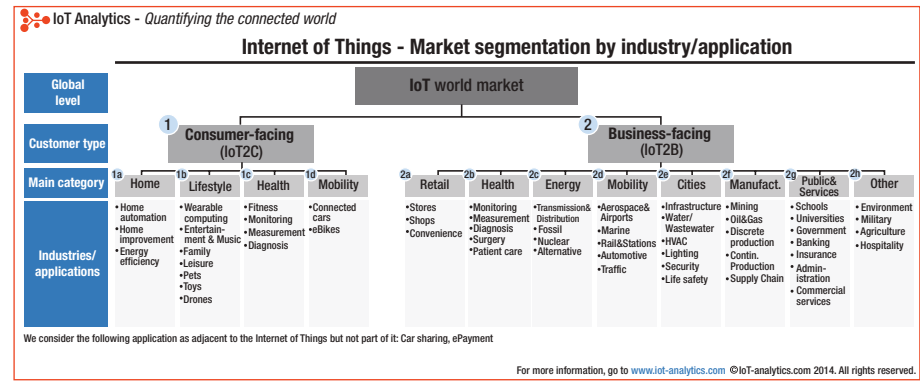 IoT Analytics - Quantifying the connected world
Internet of Things - Market segmentation by industry/application
Global
level
IoT world market
Customer type
1
Consumer-facing
(IoT2C)
2
Business-facing
(IoT2B)
Main category
1a Home
1b Lifestyle
1c Health
1d Mobility
2a Retail
2b Health
2c Energy
2d Mobility
2e Cities
2f Manufact.
2g Public&
Services
2h Other
Industries/
applications
•Home
automation
•Home
improvement
•Energy
efficiency
•Wearable
computing
•Entertain-
ment & Music
•Family
•Leisure
•Pets
•Toys
•Drones
•Fitness
•Monitoring
•Measurement
•Diagnosis
•Connected
cars
•eBikes
•Stores
•Shops
•Convenience
•Monitoring
•Measurement
•Diagnosis
•Surgery
•Patient care
•Transmission&
Distribution
•Fossil
•Nuclear
•Alternative
•Aerospace&
Airports
•Marine
•Rail&Stations
•Automotive
•Traffic
•Infrastructure
•Water/
Wastewater
•HVAC
•Lighting
•Security
•Life safety
•Mining
•Oil&Gas
•Discrete
production
•Contin.
Production
•Supply Chain
•Schools
•Universities
•Government
•Banking
•Insurance
•Admini-
istration
•Commercial
services
•Environment
•Military
•Agriculture
•Hospitality
We consider the following application as adjacent to the Internet of Things but not part of it: Car sharing, ePayment
For more information, go to www.iot-analytics.com ©IoT-analytics.com 2014. All rights reserved.